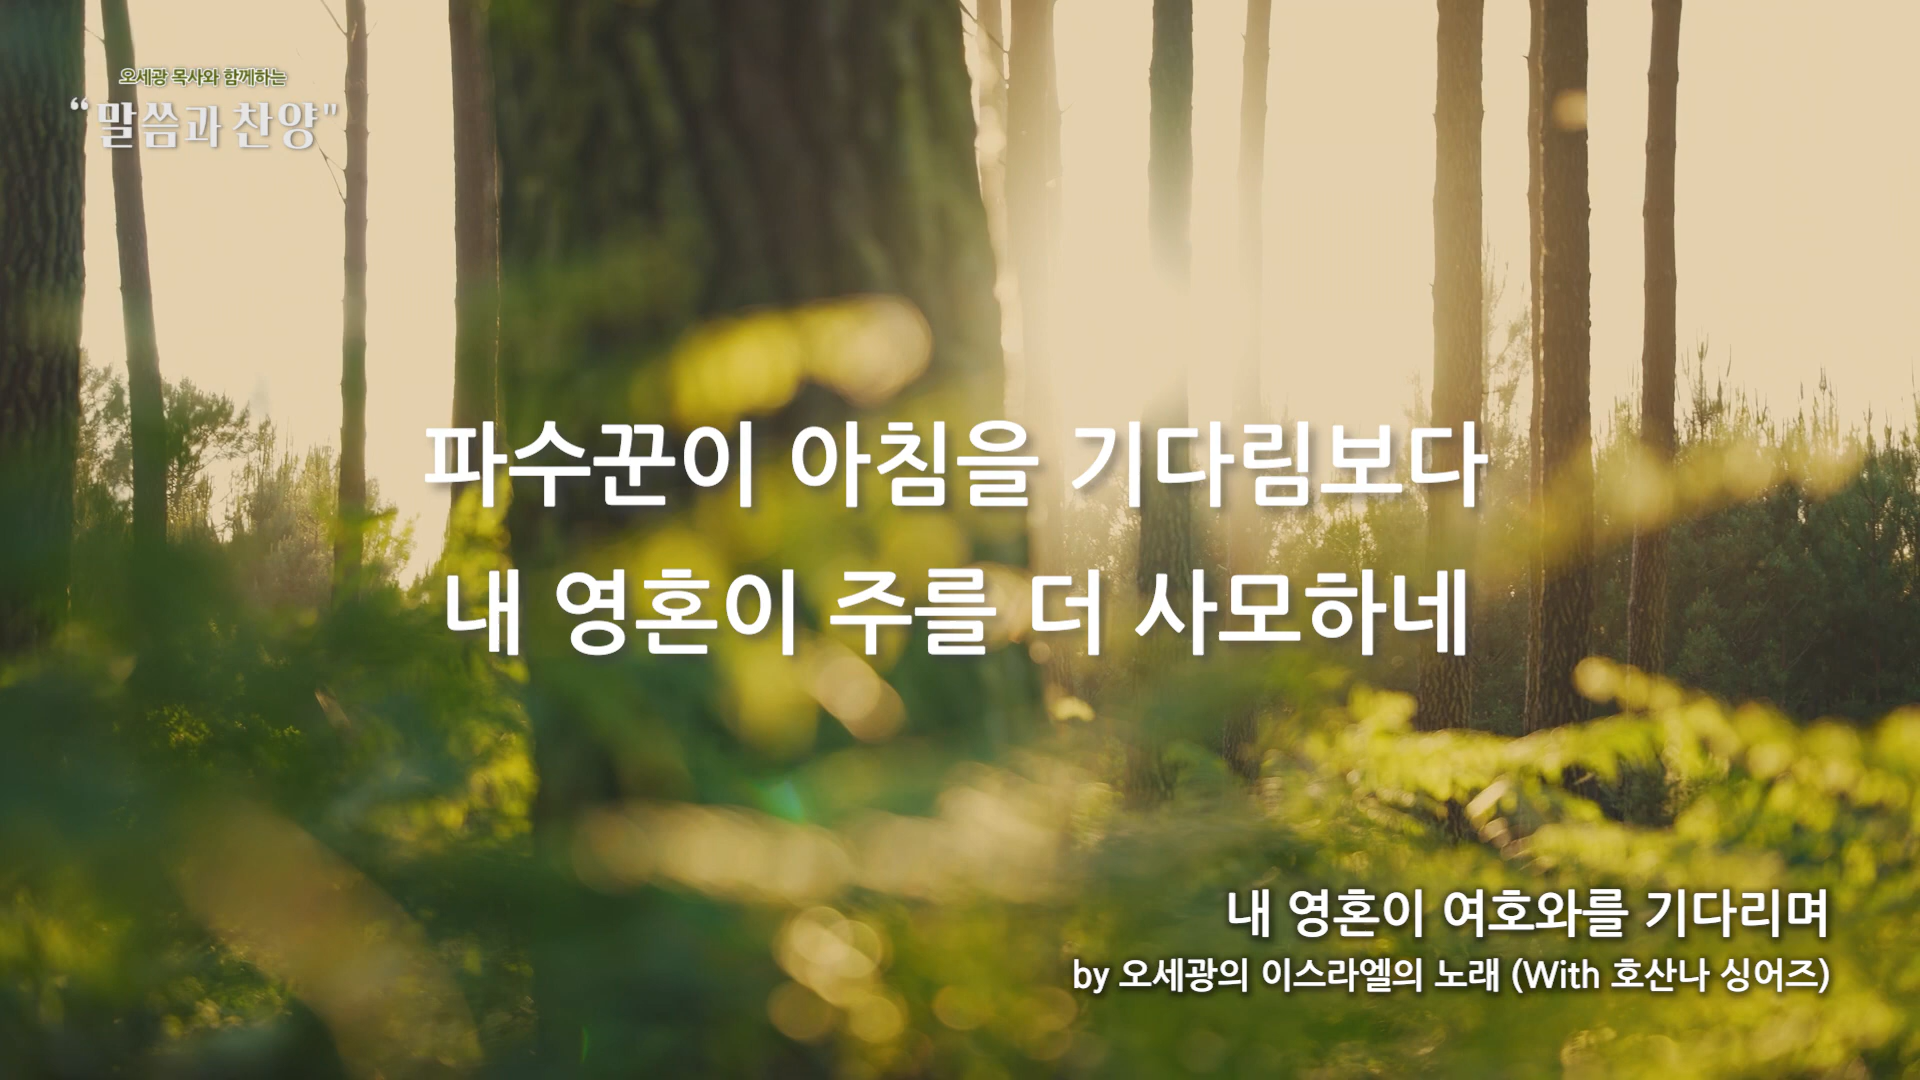 오세광 목사와 함께하는
“말씀과 찬양"
파수꾼이 아침을 기다림보다
내 영혼이 주를 더 사모하네
내 영혼이 여호와를 기다리며
by 오세광의 이스라엘의 노래 (With 호산나 싱어즈)